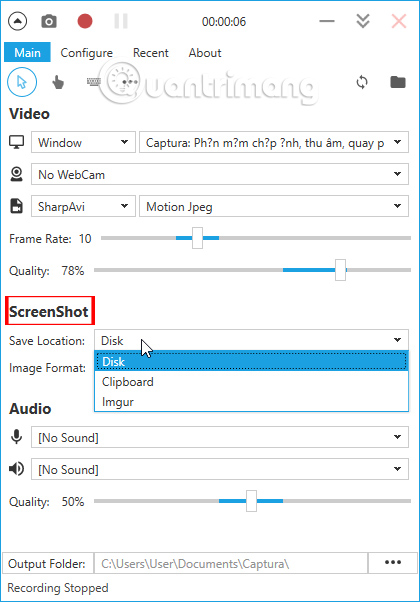 00:00:06
Main Configure Recent About
Quantrimang
Video
Window Captura: Ph?n m?m ch?p ?nh, thu âm, quay p
No WebCam
SharpAvi Motion Jpeg
Frame Rate: 10
Quality: 78%
ScreenShot
Save Location: Disk
Disk
Image Format:
Clipboard
Imgur
Audio
[No Sound]
[No Sound]
Quality: 50%
Output Folder: C:\Users\User\Documents\Captura\ •••
Recording Stopped